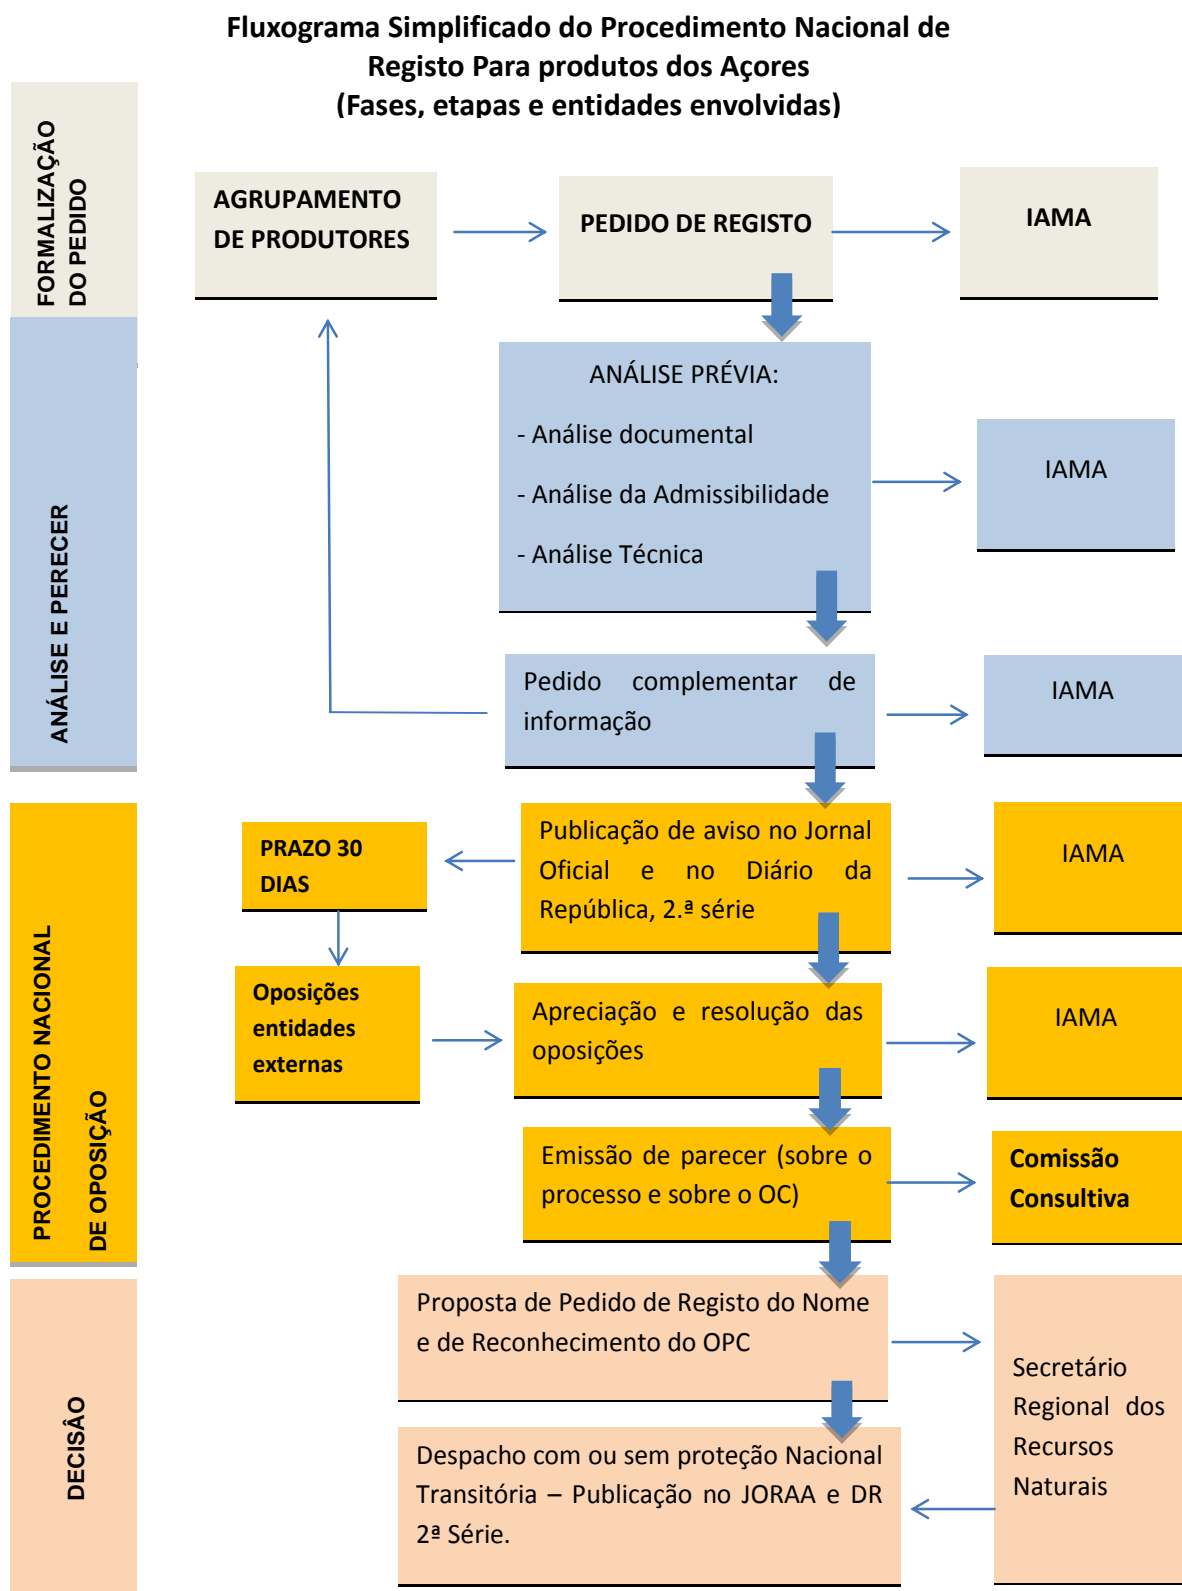 Fluxograma Simplificado do Procedimento Nacional de
Registo Para produtos dos Açores
(Fases, etapas e entidades envolvidas)
FORMALIZAÇÃO
DO PEDIDO
AGRUPAMENTO
DE PRODUTORES
PEDIDO DE REGISTO
IAMA
ANÁLISE E PERECER
ANÁLISE PRÉVIA:
- Análise documental
- Análise da Admissibilidade
- Análise Técnica
IAMA
Pedido complementar de
informação
IAMA
PROCEDIMENTO NACIONAL
DE OPOSIÇÃO
PRAZO 30
DIAS
Publicação de aviso no Jornal
Oficial e no Diário da
República, 2.ª série
IAMA
Oposições
entidades
externas
Apreciação e resolução das
oposições
IAMA
Emissão de parecer (sobre o
processo e sobre o OC)
Comissão
Consultiva
DECISÂO
Proposta de Pedido de Registo do Nome
e de Reconhecimento do OPC
Secretário
Regional dos
Recursos
Naturais
Despacho com ou sem proteção Nacional
Transitória – Publicação no JORAA e DR
2ª Série.